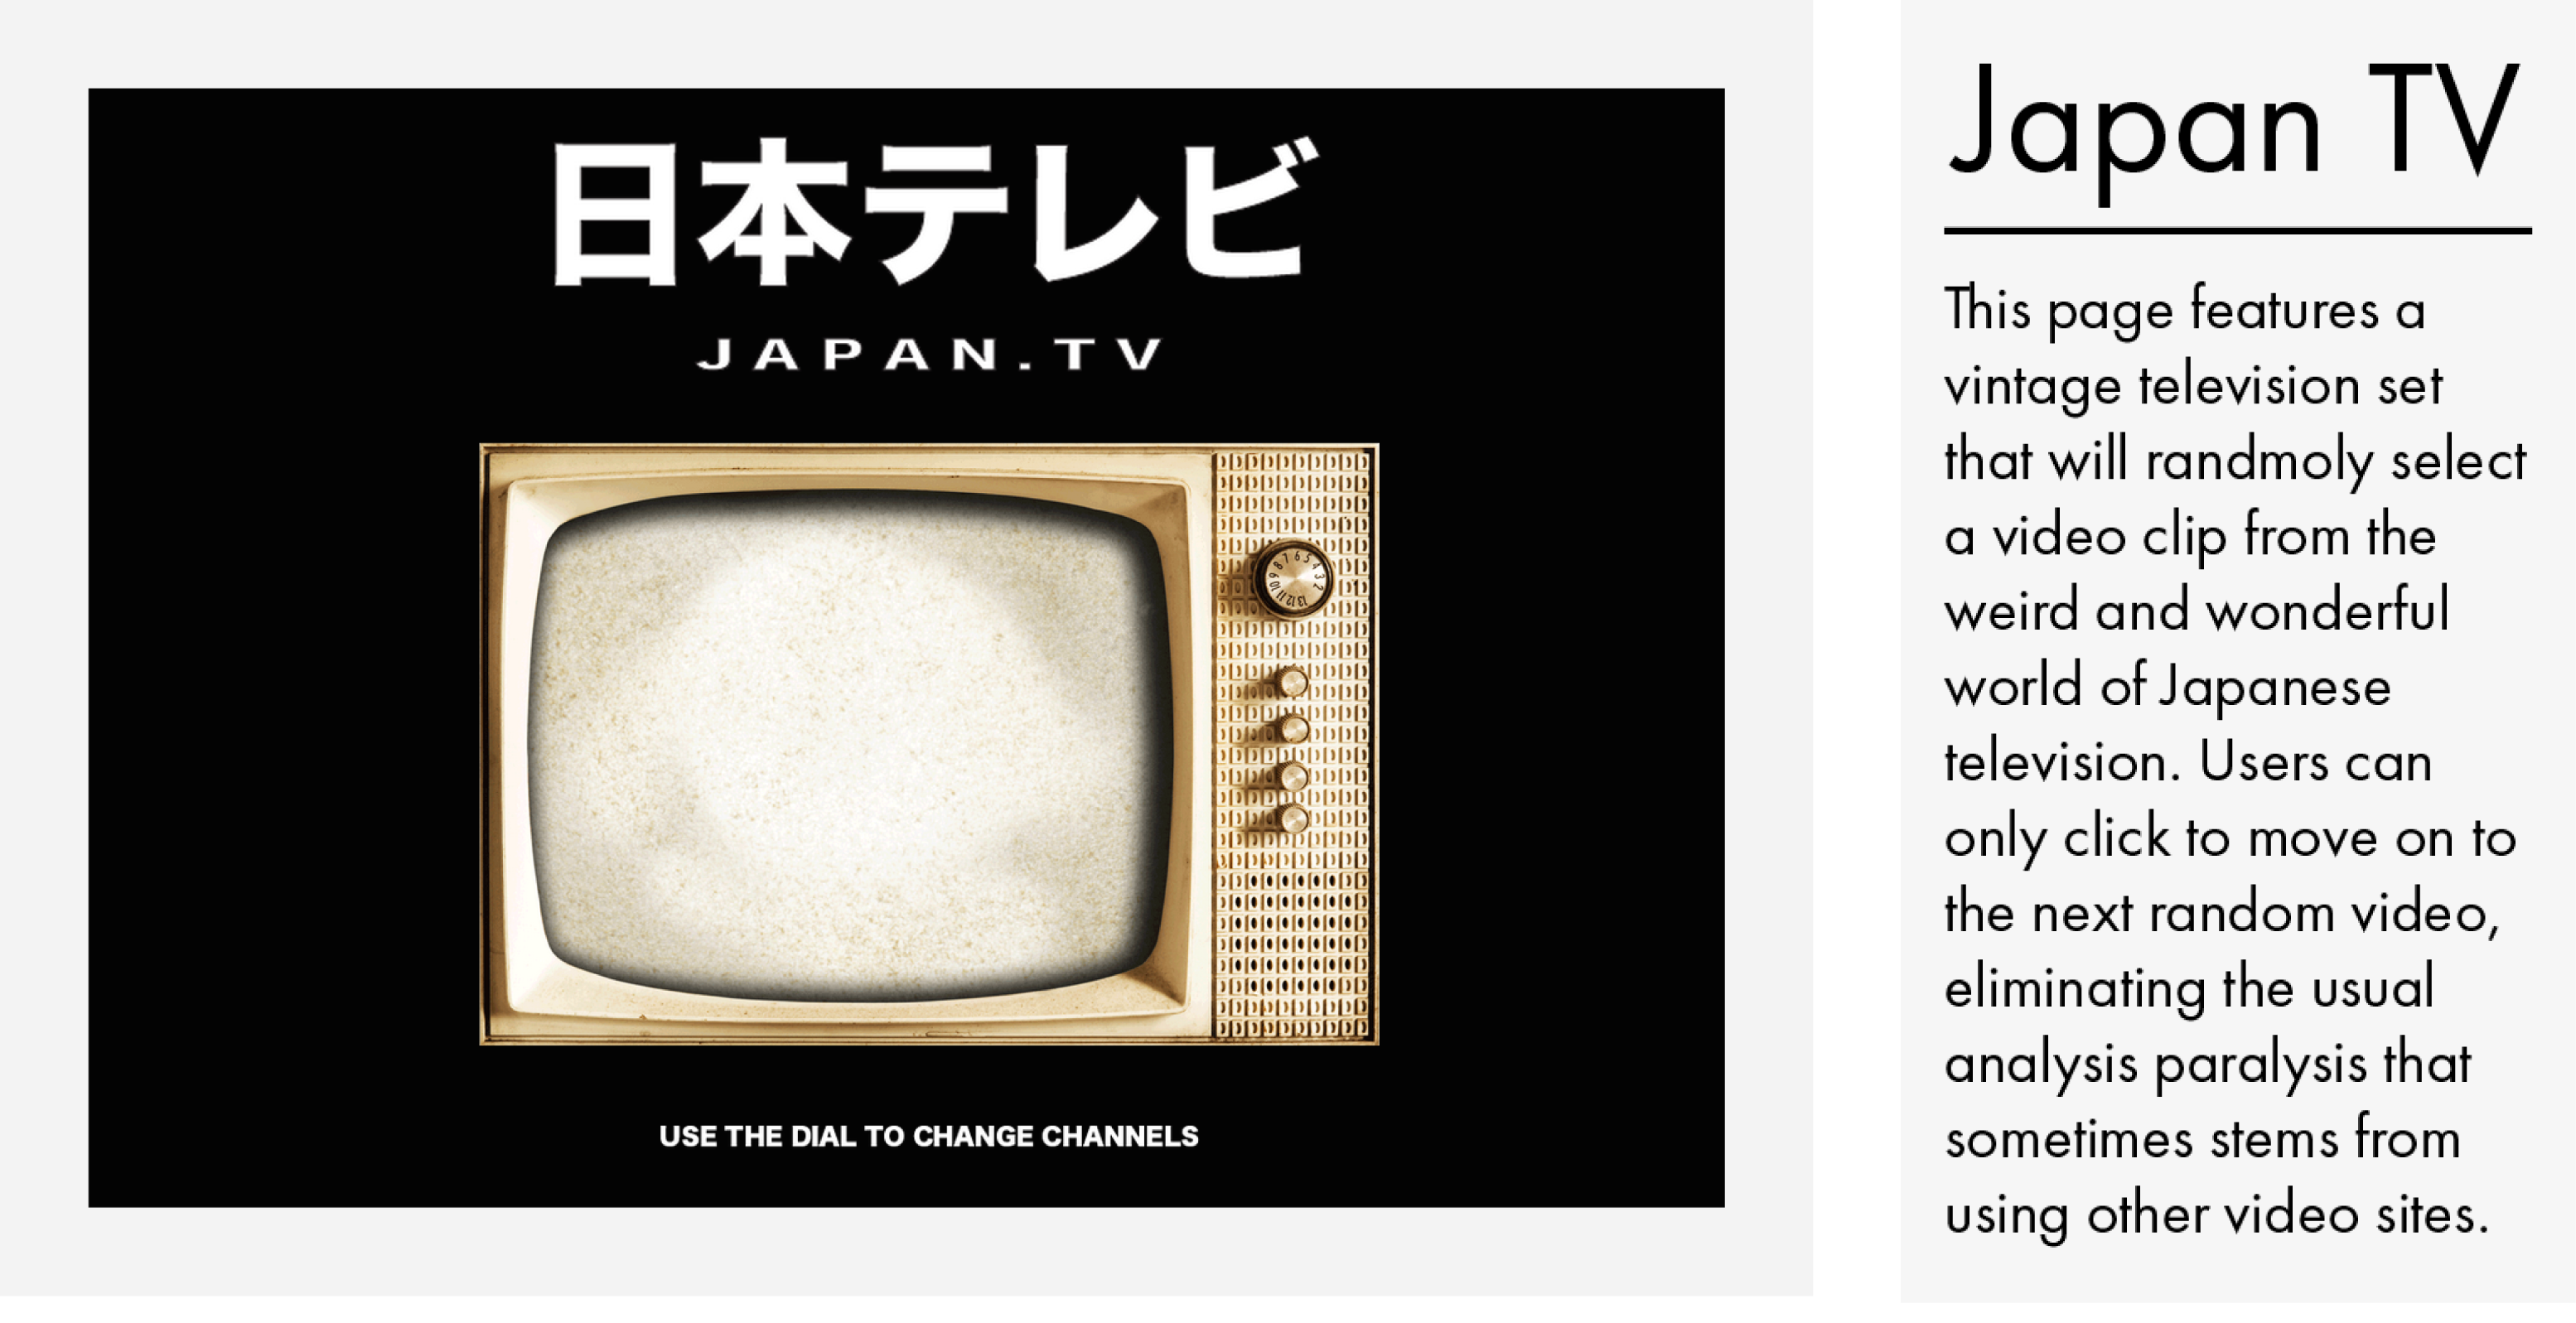 日本テレビ
JAPAN.TV
USE THE DIAL TO CHANGE CHANNELS
Japan TV
This page features a
vintage television set
that will randmoly select
a video clip from the
weird and wonderful
world of Japanese
television. Users can
only click to move on to
the next random video,
eliminating the usual
analysis paralysis that
sometimes stems from
using other video sites.